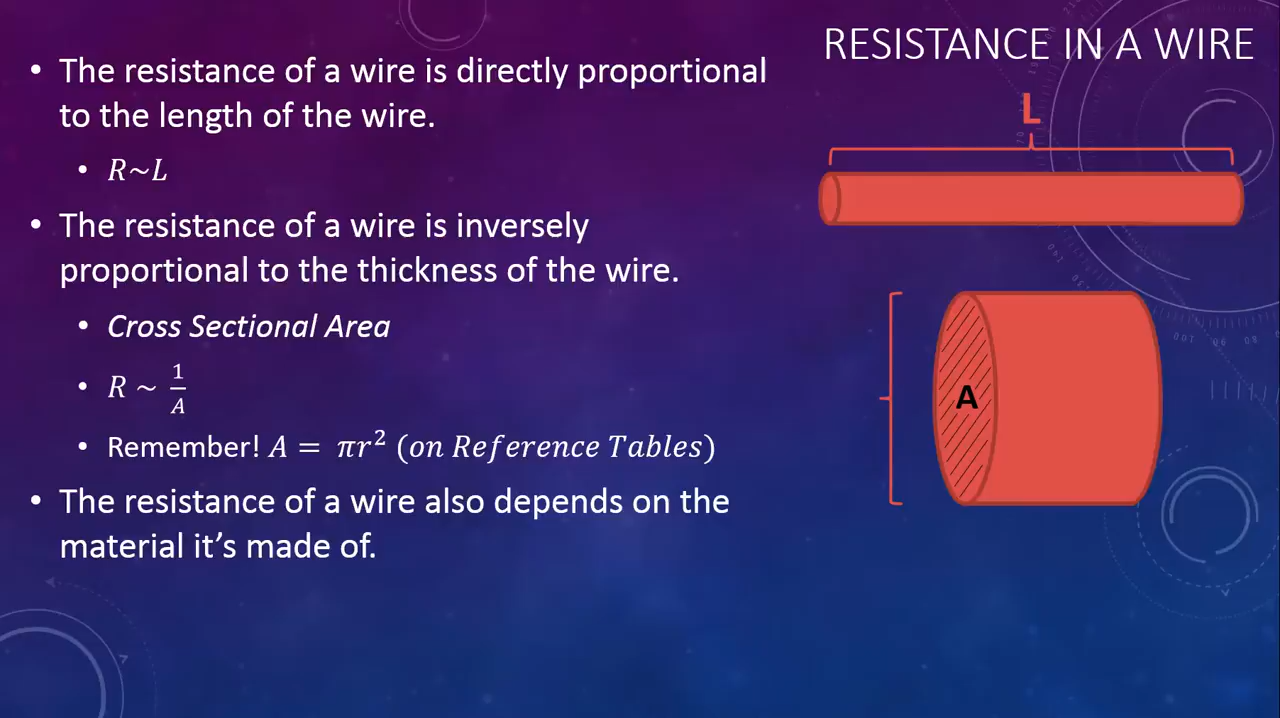 RESISTANCE IN A WIRE
• The resistance of a wire is directly proportional
to the length of the wire.
• R~L
• The resistance of a wire is inversely
proportional to the thickness of the wire.
• Cross Sectional Area
• R ~ 1/A
• Remember! A = πr² (on Reference Tables)
• The resistance of a wire also depends on the
material it’s made of.
L
A